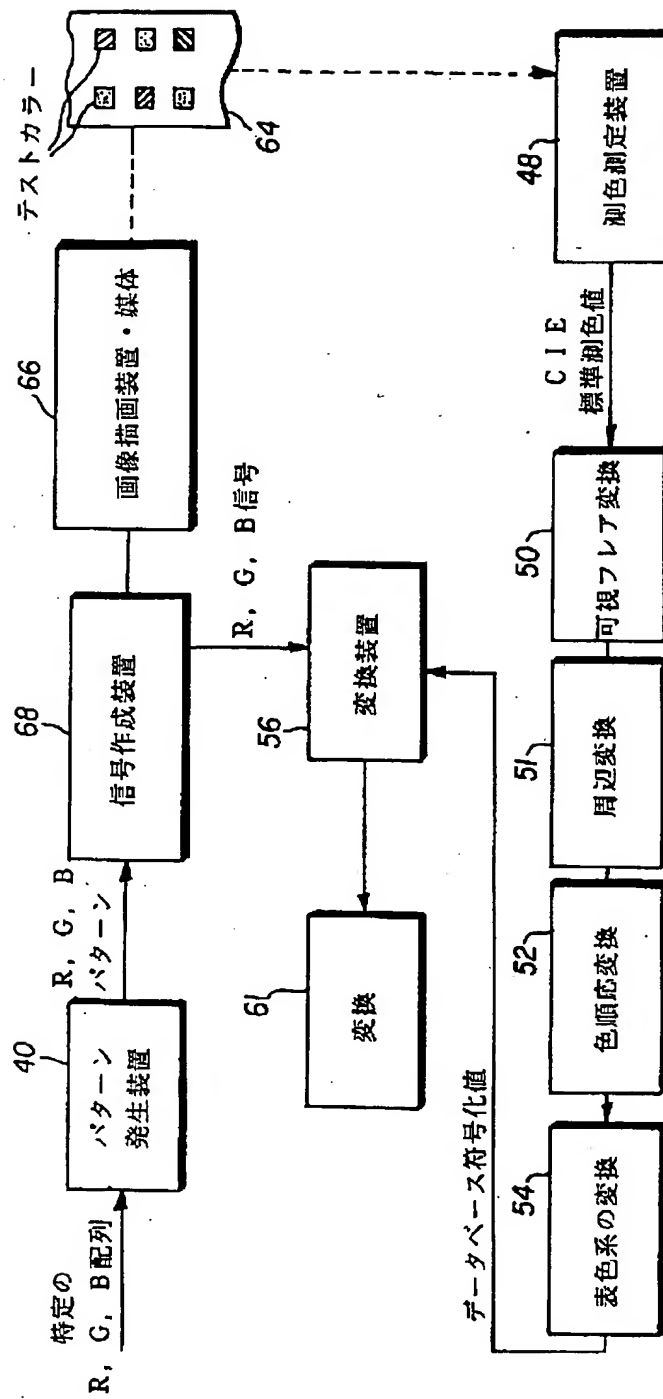 特定の
R, G, B配列
40
パターン
発生装置
R, G, B
パターン
68
信号作成装置
66
画像描画装置・媒体
テストカラー
64
R, G, B信号
56
変換装置
61
変換
データベース符号化値
48
測色測定装置
CIE
標準測色値
50
可視フレア変換
51
周辺変換
52
色順応変換
54
表色系の変換